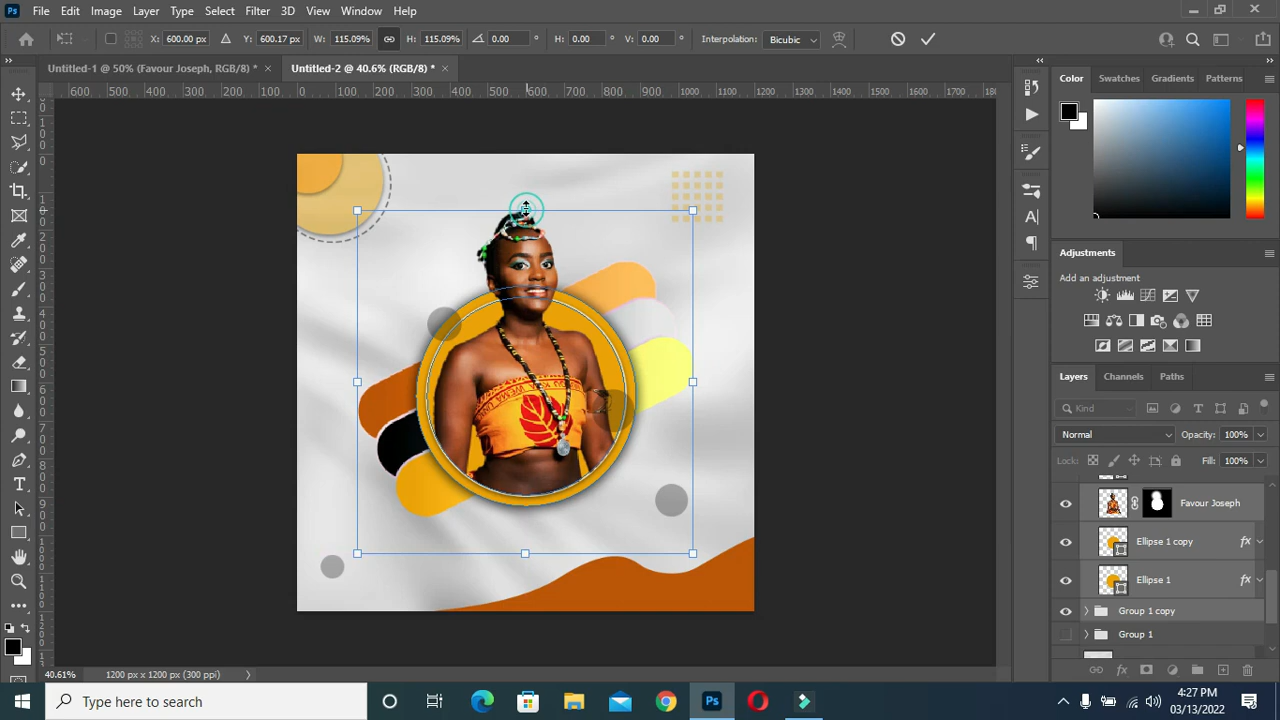 Ps File Edit Image Layer Type Select Filter 3D View Window Help
X: 600.00 px Y: 600.17 px W: 115.09% H: 115.09% 0.00 ° H: 0.00 ° V: 0.00 ° Interpolation: Bicubic
Untitled-1 @ 50% (Favour Joseph, RGB/8) * × Untitled-2 @ 40.6% (RGB/8) * ×
600 500 400 300 200 100 0 100 200 300 400 500 600 700 800 900 1000 1100 1200 1300 1400 1500 1600 1700
Color Swatches Gradients Patterns
Adjustments
Add an adjustment
Layers Channels Paths
Kind
Normal Opacity: 100%
Lock: Fill: 100%
Favour Joseph
Ellipse 1 copy fx
Ellipse 1 fx
Group 1 copy
Group 1
40.61% 1200 px x 1200 px (300 ppi)
Type here to search
Ps
4:27 PM
03/13/2022